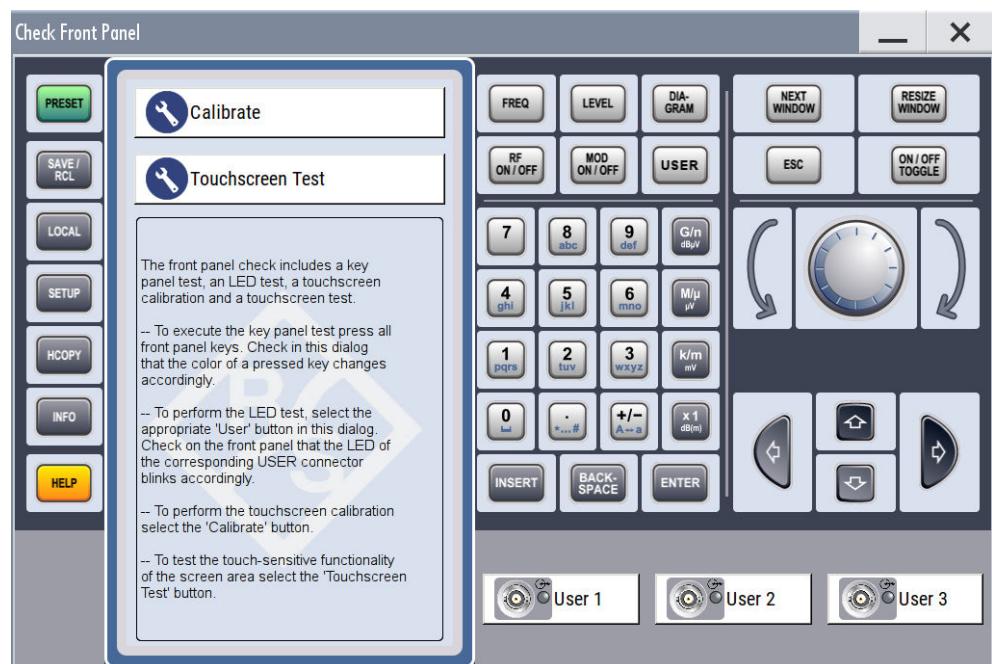 Check Front Panel
PRESET
SAVE /
RCL
LOCAL
SETUP
HCOPY
INFO
HELP
Calibrate
Touchscreen Test
The front panel check includes a key
panel test, an LED test, a touchscreen
calibration and a touchscreen test.
-- To execute the key panel test press all
front panel keys. Check in this dialog
that the color of a pressed key changes
accordingly.
-- To perform the LED test, select the
appropriate 'User' button in this dialog.
Check on the front panel that the LED of
the corresponding USER connector
blinks accordingly.
-- To perform the touchscreen calibration
select the 'Calibrate' button.
-- To test the touch-sensitive functionality
of the screen area select the 'Touchscreen
Test' button.
FREQ
LEVEL
DIA-
GRAM
RF
ON / OFF
MOD
ON / OFF
USER
7
8
abc
9
def
G/n
dBµV
4
ghi
5
jkl
6
mno
M/µ
µV
1
pqrs
2
tuv
3
wxyz
k/m
mV
0
.
*...#
+/−
A↔a
x 1
dB(m)
INSERT
BACK-
SPACE
ENTER
NEXT
WINDOW
RESIZE
WINDOW
ESC
ON / OFF
TOGGLE
User 1
User 2
User 3